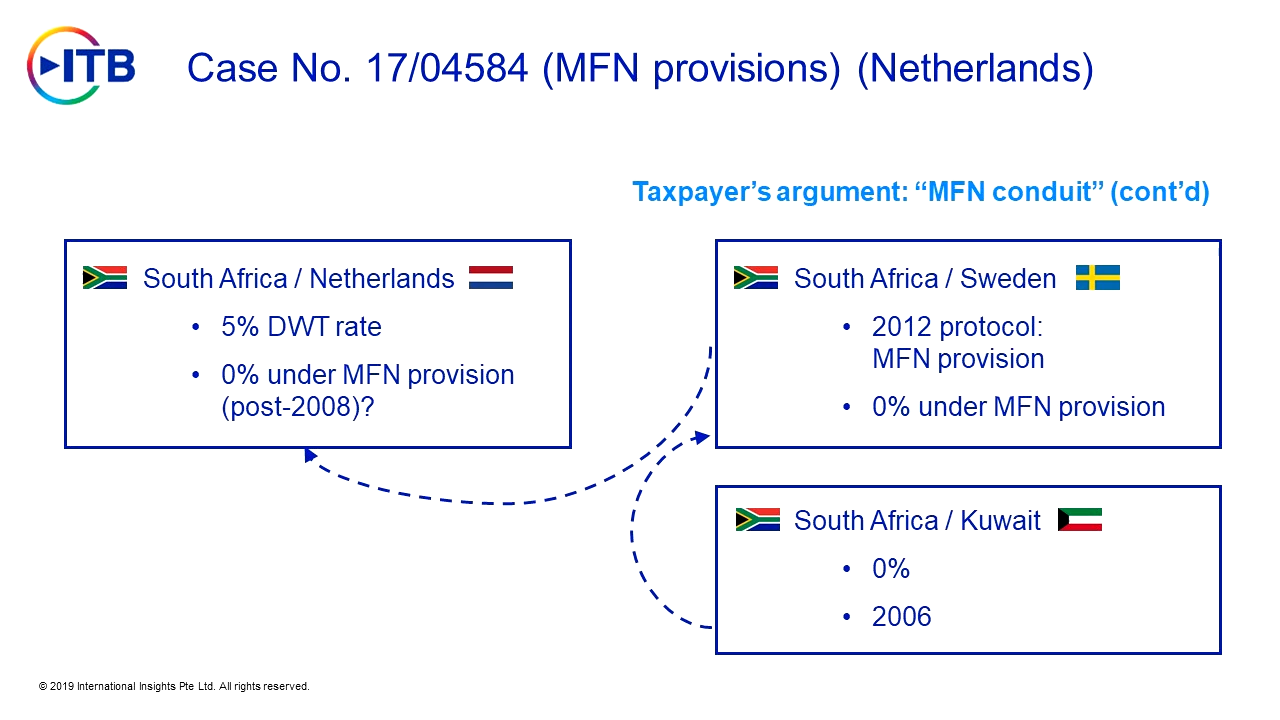 ITB
Case No. 17/04584 (MFN provisions) (Netherlands)
Taxpayer’s argument: “MFN conduit” (cont’d)
South Africa / Netherlands
• 5% DWT rate
• 0% under MFN provision
(post-2008)?
South Africa / Sweden
• 2012 protocol:
MFN provision
• 0% under MFN provision
South Africa / Kuwait
• 0%
• 2006
© 2019 International Insights Pte Ltd. All rights reserved.